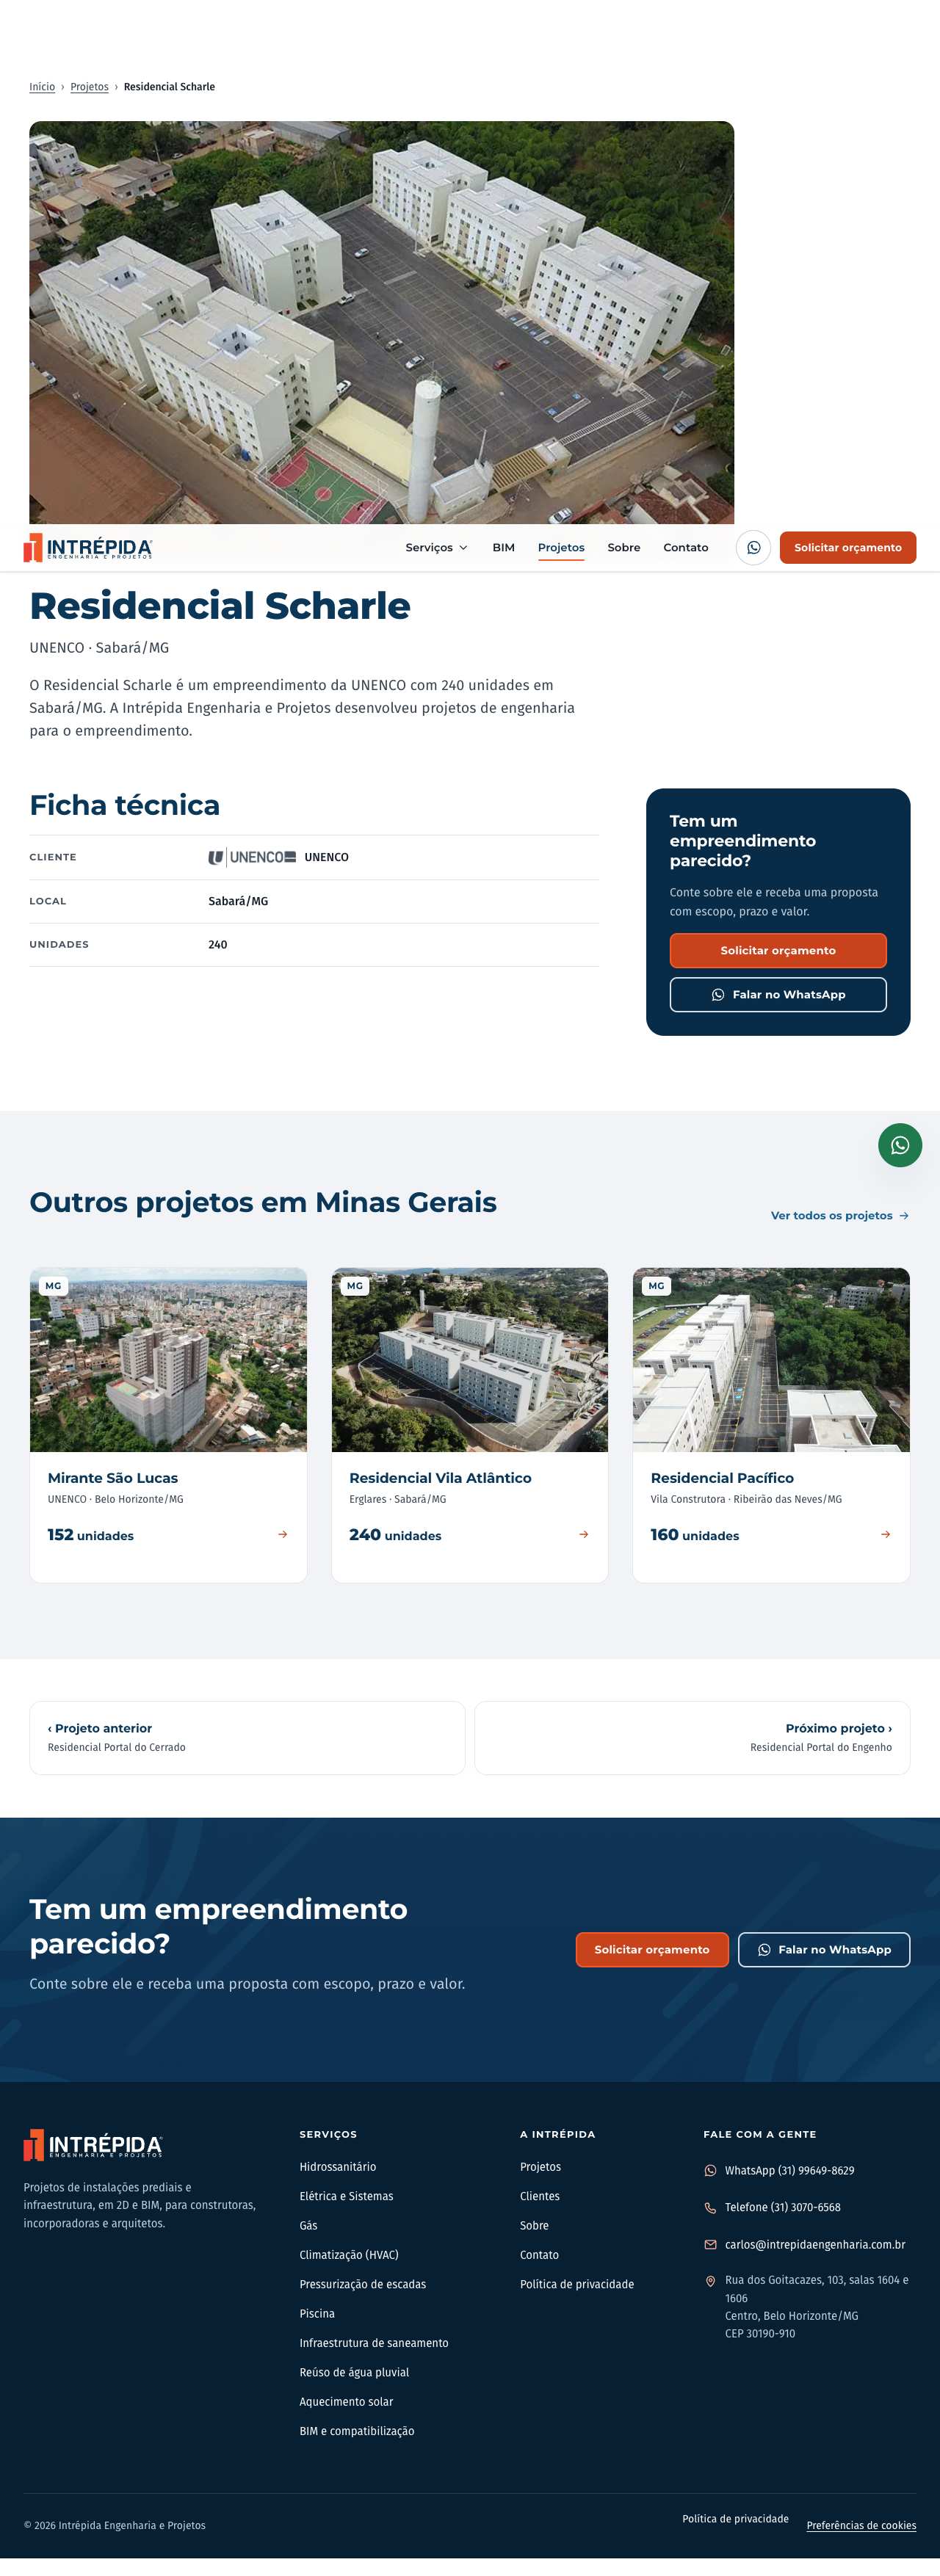 Início › Projetos › Residencial Scharle
INTRÉPIDA
ENGENHARIA E PROJETOS
Serviços
BIM
Projetos
Sobre
Contato
Solicitar orçamento
Residencial Scharle
UNENCO · Sabará/MG
O Residencial Scharle é um empreendimento da UNENCO com 240 unidades em
Sabará/MG. A Intrépida Engenharia e Projetos desenvolveu projetos de engenharia
para o empreendimento.
Ficha técnica
CLIENTE
UNENCO UNENCO
LOCAL
Sabará/MG
UNIDADES
240
Tem um
empreendimento
parecido?
Conte sobre ele e receba uma proposta
com escopo, prazo e valor.
Solicitar orçamento
Falar no WhatsApp
Outros projetos em Minas Gerais
Ver todos os projetos →
MG
Mirante São Lucas
UNENCO · Belo Horizonte/MG
152 unidades →
MG
Residencial Vila Atlântico
Erglares · Sabará/MG
240 unidades →
MG
Residencial Pacífico
Vila Construtora · Ribeirão das Neves/MG
160 unidades →
‹ Projeto anterior
Residencial Portal do Cerrado
Próximo projeto ›
Residencial Portal do Engenho
Tem um empreendimento
parecido?
Conte sobre ele e receba uma proposta com escopo, prazo e valor.
Solicitar orçamento
Falar no WhatsApp
INTRÉPIDA
ENGENHARIA E PROJETOS
Projetos de instalações prediais e
infraestrutura, em 2D e BIM, para construtoras,
incorporadoras e arquitetos.
SERVIÇOS
Hidrossanitário
Elétrica e Sistemas
Gás
Climatização (HVAC)
Pressurização de escadas
Piscina
Infraestrutura de saneamento
Reúso de água pluvial
Aquecimento solar
BIM e compatibilização
A INTRÉPIDA
Projetos
Clientes
Sobre
Contato
Política de privacidade
FALE COM A GENTE
WhatsApp (31) 99649-8629
Telefone (31) 3070-6568
carlos@intrepidaengenharia.com.br
Rua dos Goitacazes, 103, salas 1604 e
1606
Centro, Belo Horizonte/MG
CEP 30190-910
© 2026 Intrépida Engenharia e Projetos
Política de privacidade
Preferências de cookies